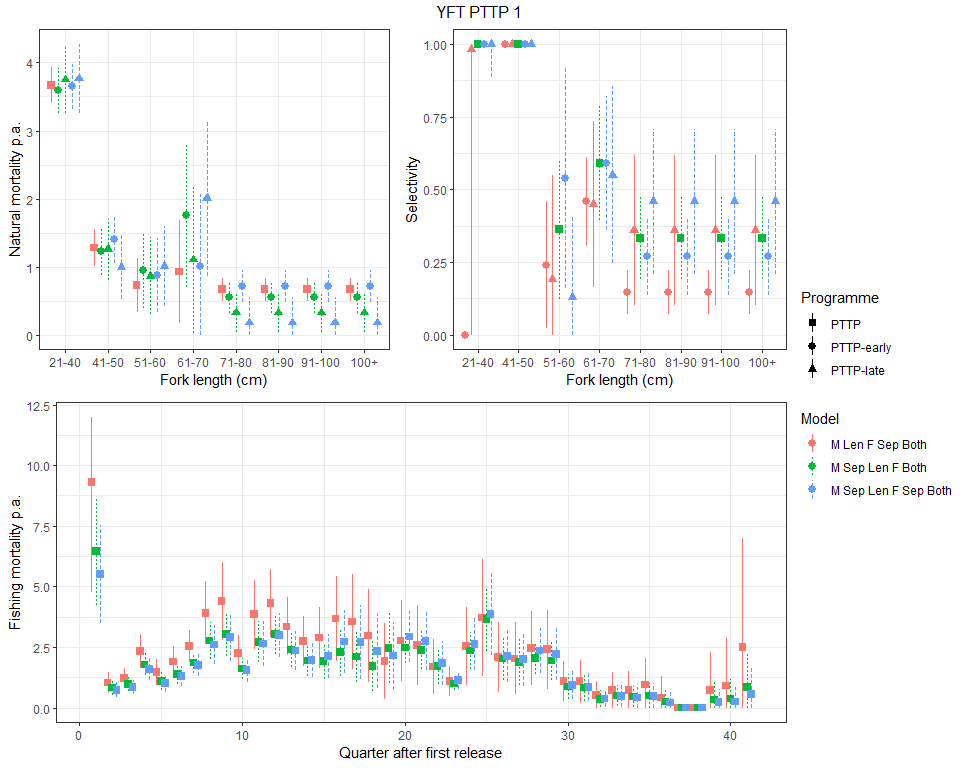 YFT PTTP 1
Natural mortality p.a.
4
3
2
1
0
21-40 41-50 51-60 61-70 71-80 81-90 91-100 100+
Fork length (cm)
Selectivity
1.00
0.75
0.50
0.25
0.00
21-40 41-50 51-60 61-70 71-80 81-90 91-100 100+
Fork length (cm)
Programme
PTTP
PTTP-early
PTTP-late
Model
M Len F Sep Both
M Sep Len F Both
M Sep Len F Sep Both
Fishing mortality p.a.
12.5
10.0
7.5
5.0
2.5
0.0
0 10 20 30 40
Quarter after first release